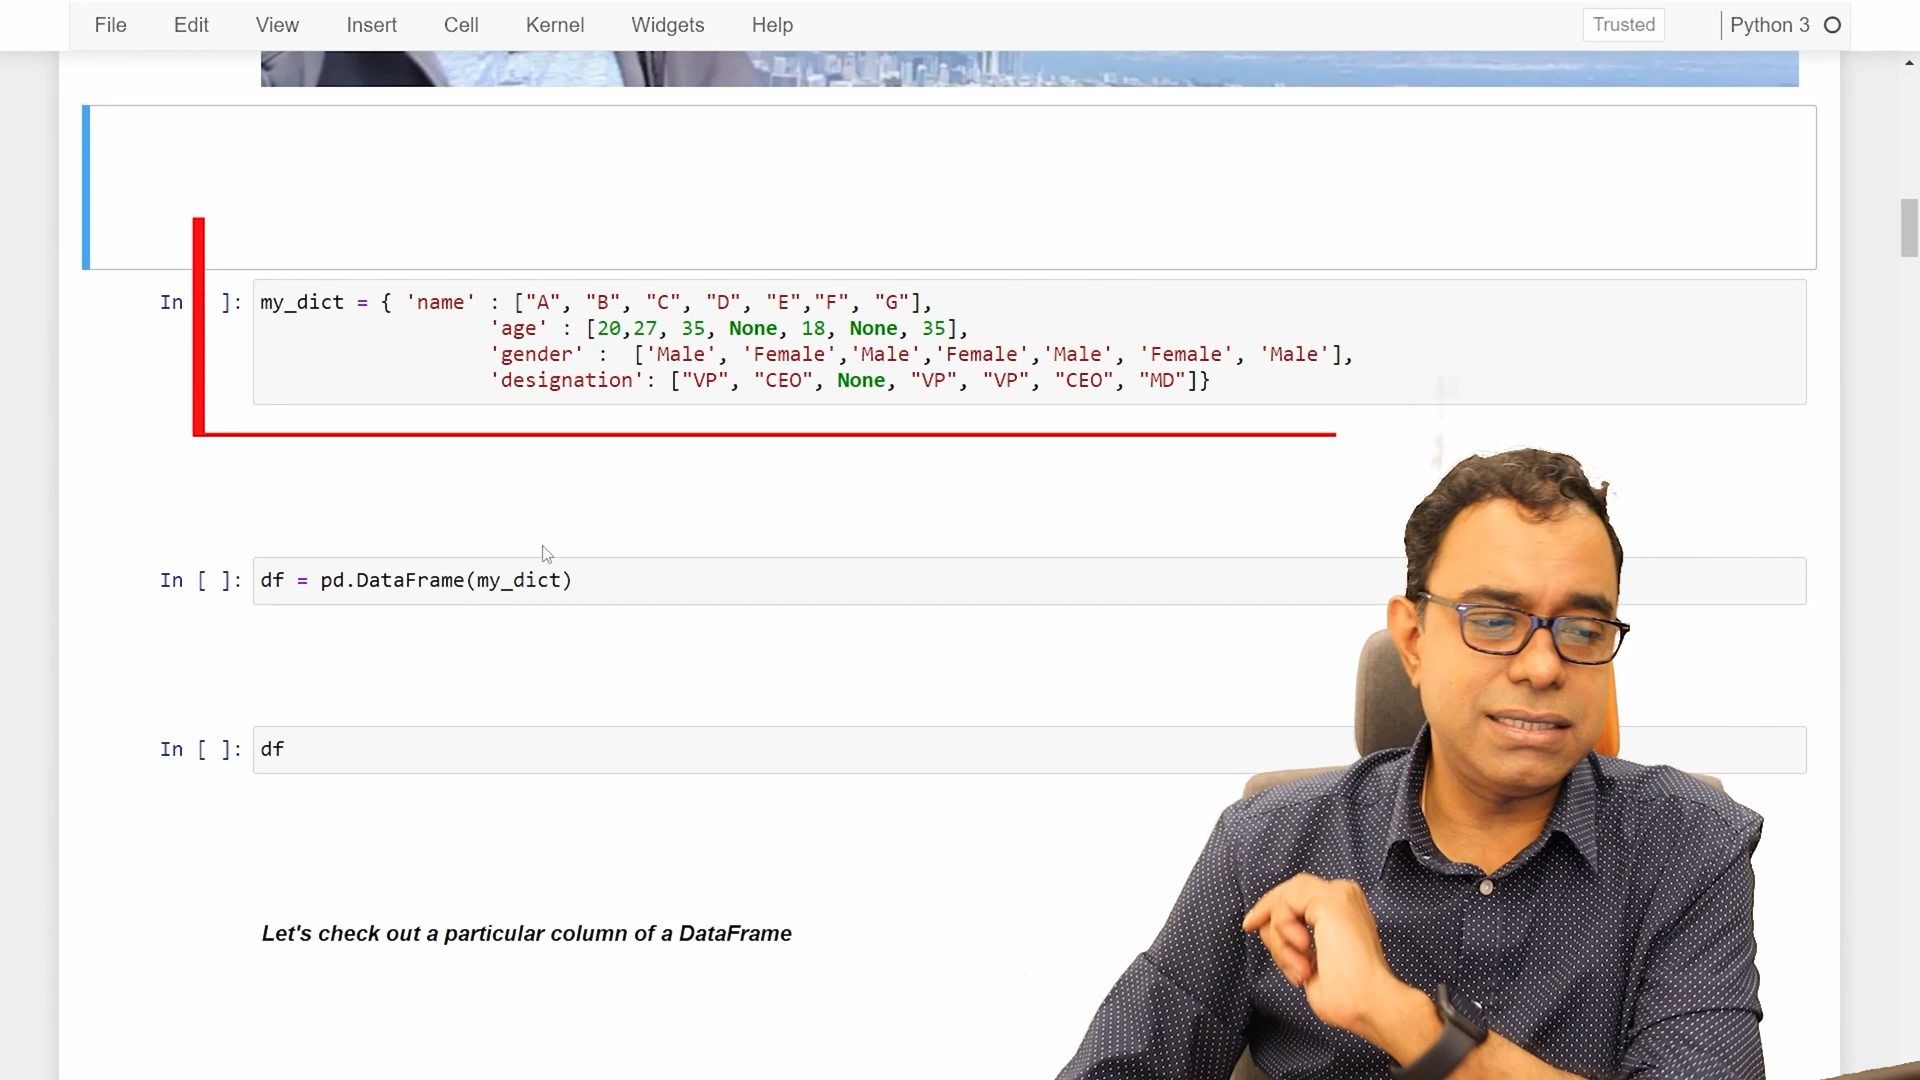 File Edit View Insert Cell Kernel Widgets Help Trusted Python 3
In ]: my_dict = { 'name' : ["A", "B", "C", "D", "E","F", "G"],
'age' : [20,27, 35, None, 18, None, 35],
'gender' : ['Male', 'Female','Male','Female','Male', 'Female', 'Male'],
'designation': ["VP", "CEO", None, "VP", "VP", "CEO", "MD"]}
In [ ]: df = pd.DataFrame(my_dict)
In [ ]: df
Let's check out a particular column of a DataFrame